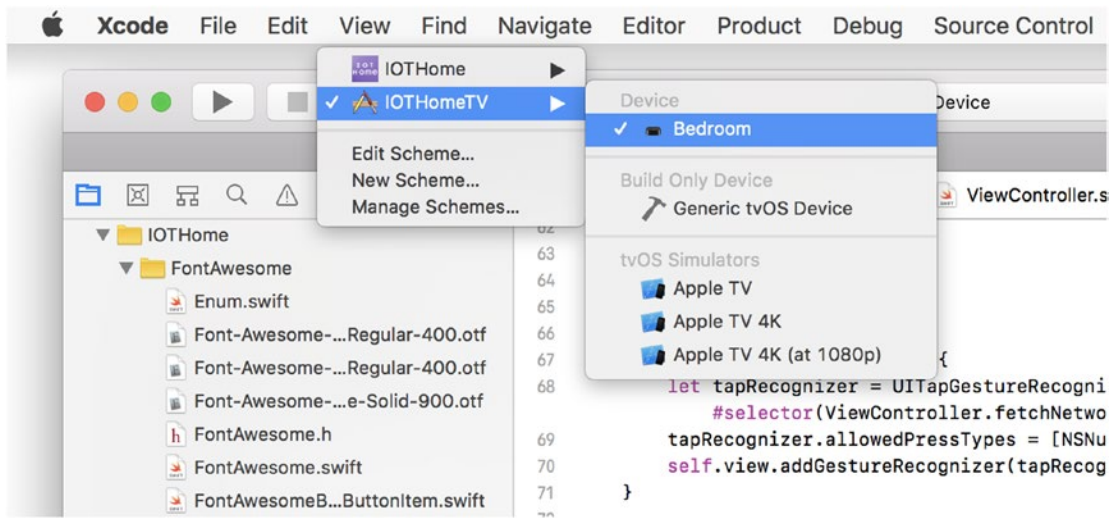 Xcode File Edit View Find Navigate Editor Product Debug Source Control
IOTHome
IOTHomeTV
Edit Scheme...
New Scheme...
Manage Schemes...
Device
Bedroom
Build Only Device
Generic tvOS Device
tvOS Simulators
Apple TV
Apple TV 4K
Apple TV 4K (at 1080p)
Device
ViewController.s
IOTHome
FontAwesome
Enum.swift
Font-Awesome-...Regular-400.otf
Font-Awesome-...Regular-400.otf
Font-Awesome-...e-Solid-900.otf
FontAwesome.h
FontAwesome.swift
FontAwesomeB...ButtonItem.swift
62
63
64
65
66
67 {
68 let tapRecognizer = UITapGestureRecogni
#selector(ViewController.fetchNetwo
69 tapRecognizer.allowedPressTypes = [NSNu
70 self.view.addGestureRecognizer(tapRecog
71 }